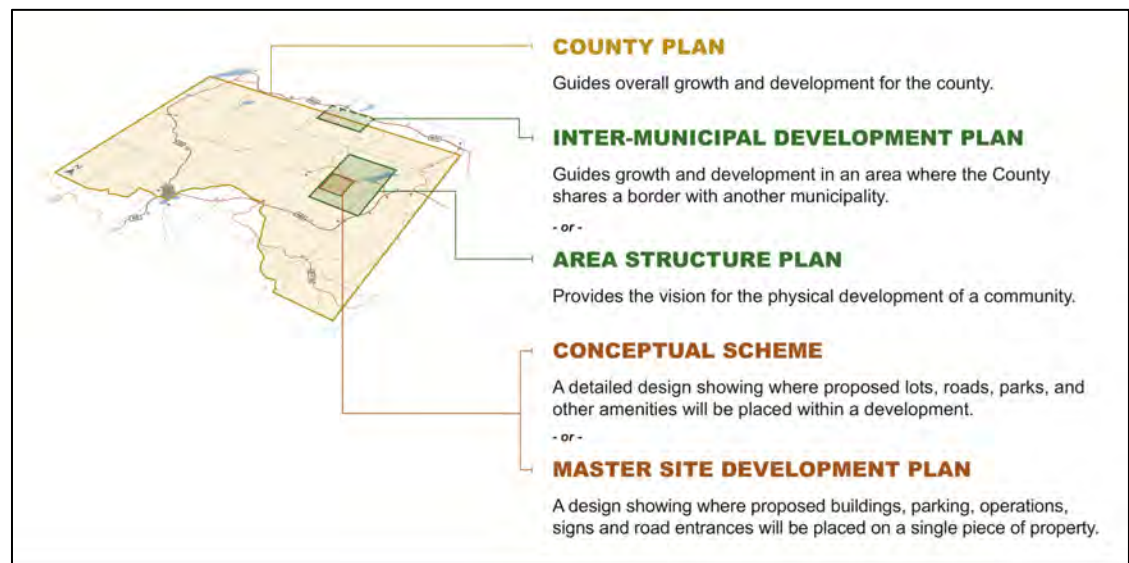 COUNTY PLAN
Guides overall growth and development for the county.
INTER-MUNICIPAL DEVELOPMENT PLAN
Guides growth and development in an area where the County
shares a border with another municipality.
- or -
AREA STRUCTURE PLAN
Provides the vision for the physical development of a community.
CONCEPTUAL SCHEME
A detailed design showing where proposed lots, roads, parks, and
other amenities will be placed within a development.
- or -
MASTER SITE DEVELOPMENT PLAN
A design showing where proposed buildings, parking, operations,
signs and road entrances will be placed on a single piece of property.